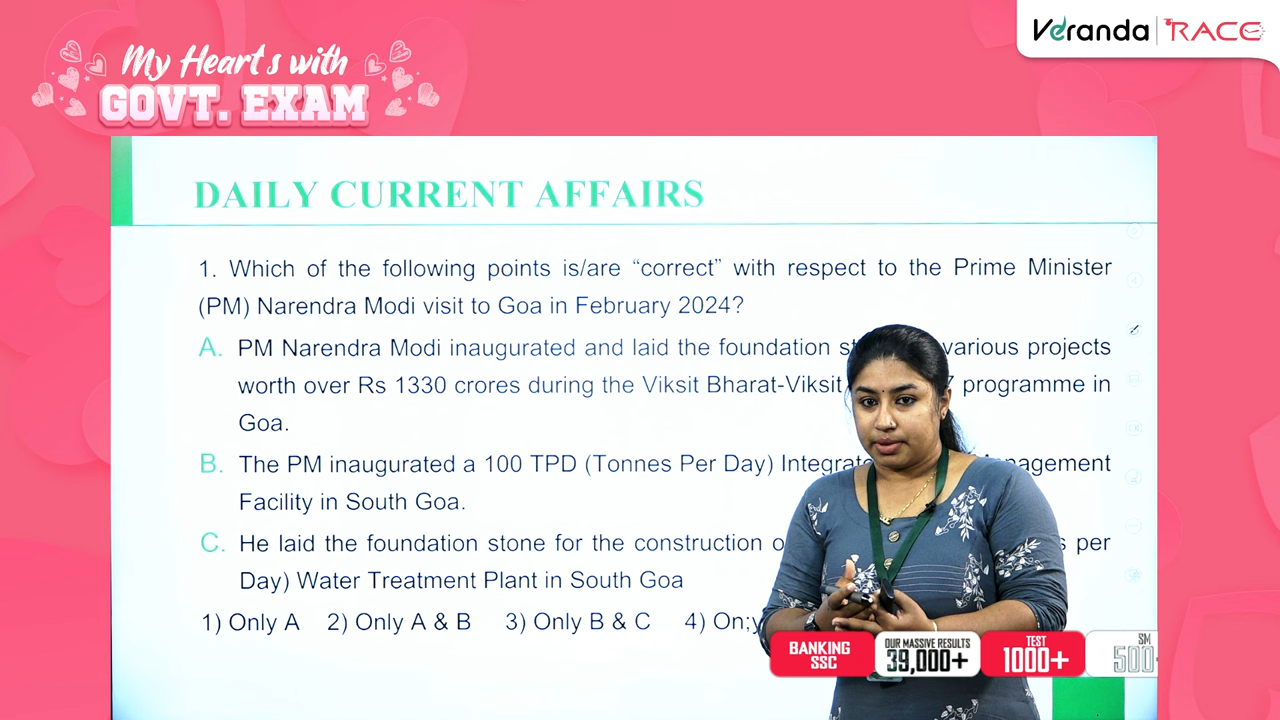 Veranda RACE
My Heart s with
GOVT. EXAM
DAILY CURRENT AFFAIRS
1. Which of the following points is/are “correct” with respect to the Prime Minister
(PM) Narendra Modi visit to Goa in February 2024?
A. PM Narendra Modi inaugurated and laid the foundation various projects
worth over Rs 1330 crores during the Viksit Bharat-Viksit programme in
Goa.
B. The PM inaugurated a 100 TPD (Tonnes Per Day)
Facility in South Goa.
C. He laid the foundation stone for the construction per
Day) Water Treatment Plant in South Goa
1) Only A 2) Only A & B 3) Only B & C 4) On;y
BANKING
SSC
OUR MASSIVE RESULTS
39,000+
TEST
1000+
SM
500